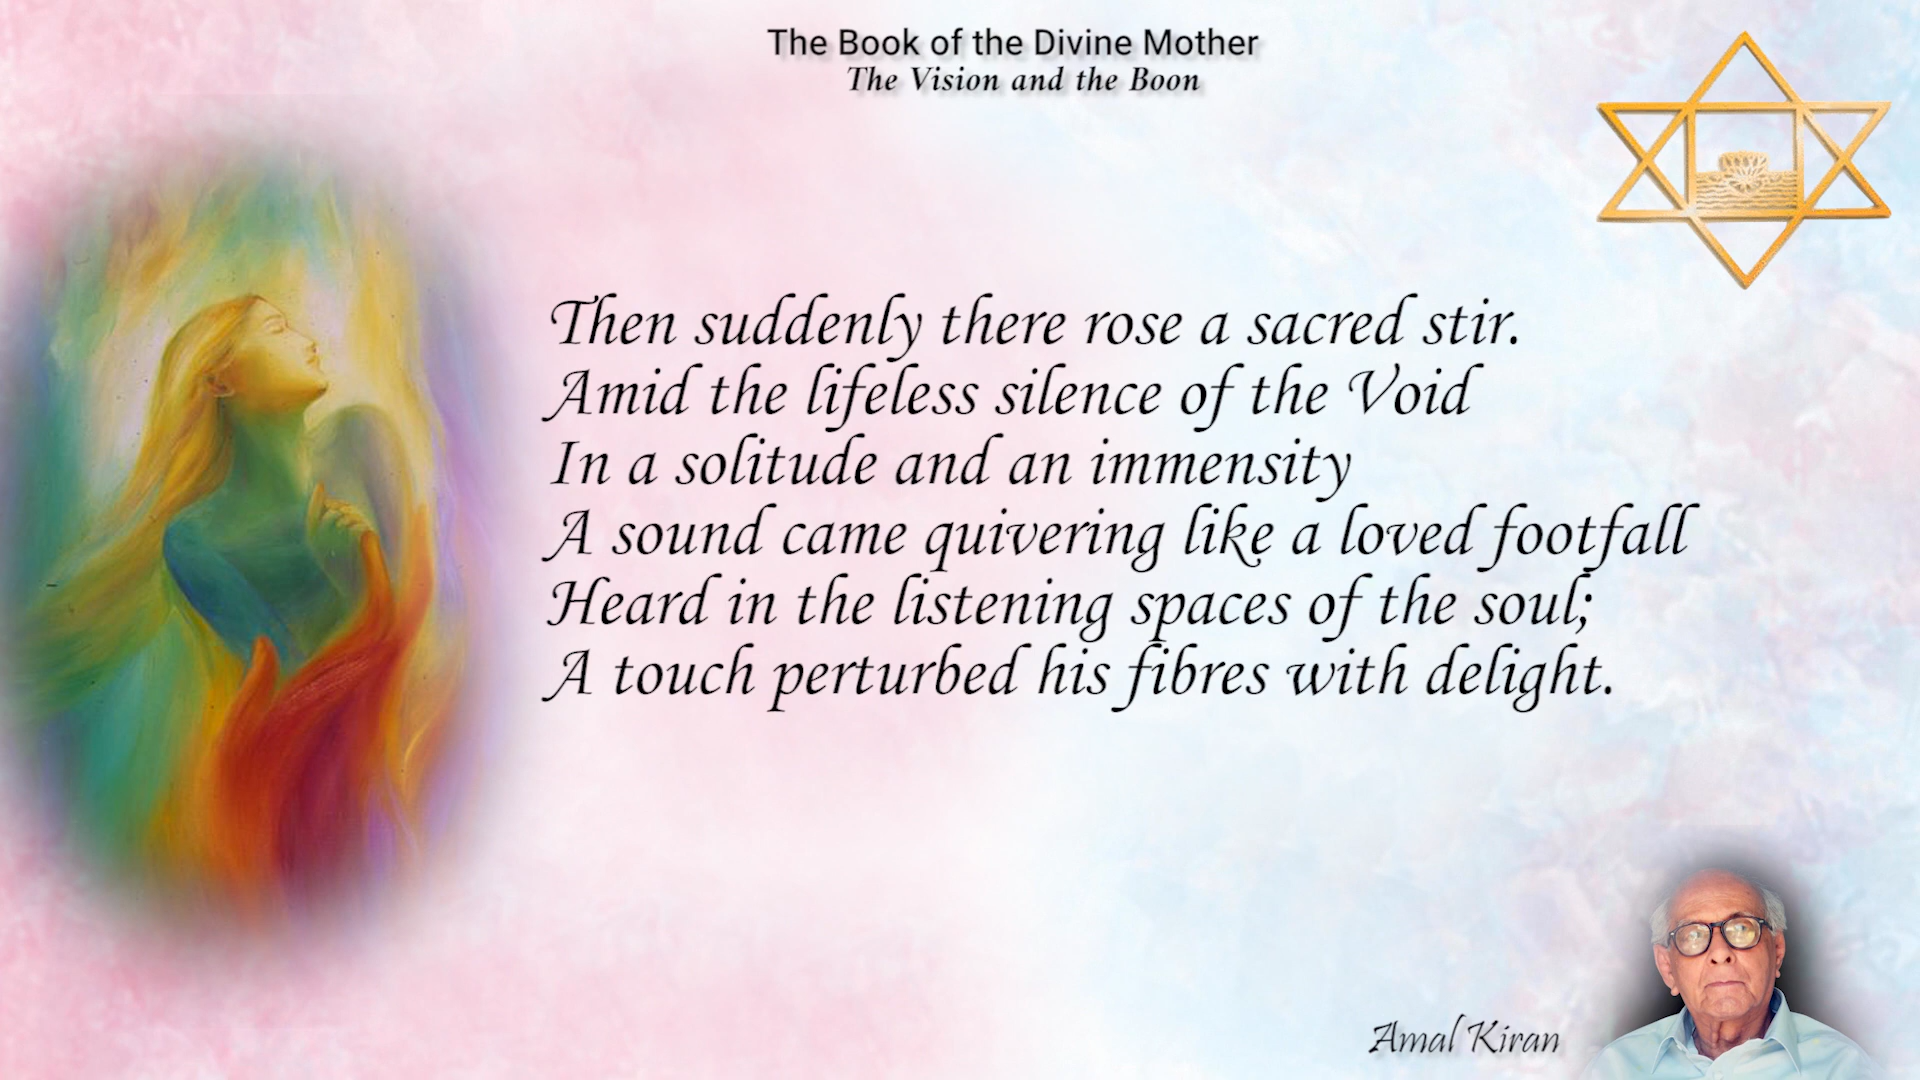 The Book of the Divine Mother
The Vision and the Boon
Then suddenly there rose a sacred stir.
Amid the lifeless silence of the Void
In a solitude and an immensity
A sound came quivering like a loved footfall
Heard in the listening spaces of the soul;
A touch perturbed his fibres with delight.
Amal Kiran